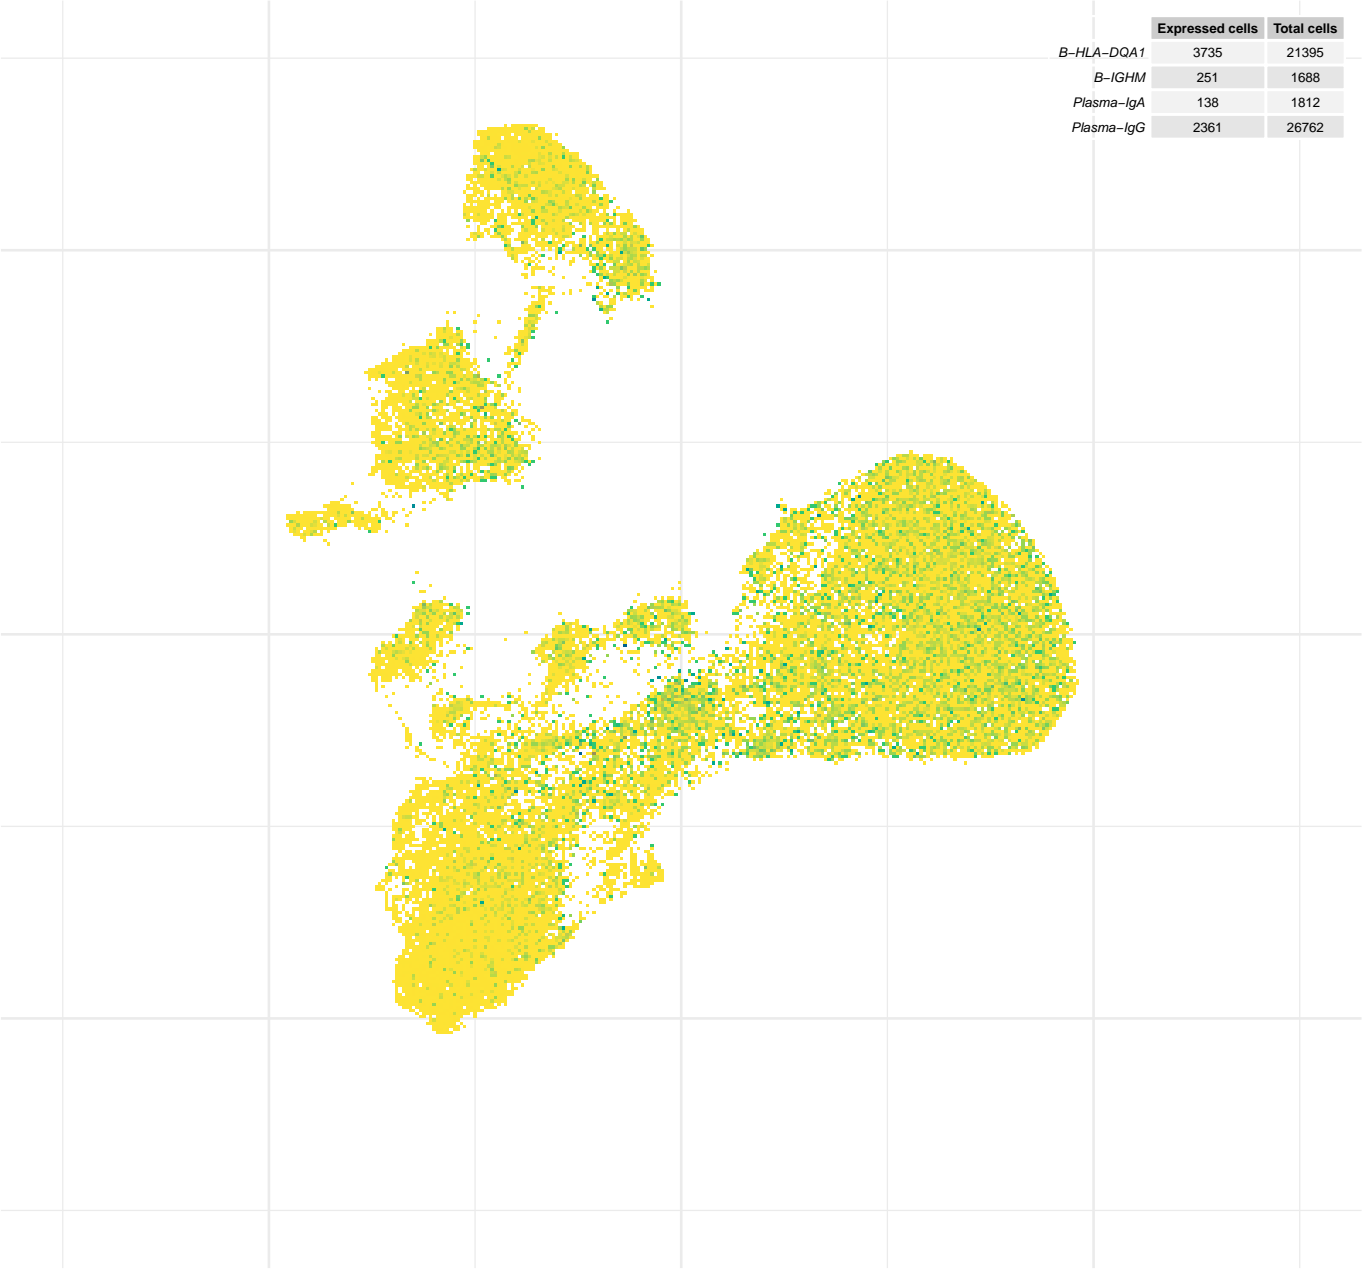 Expressed cells Total cells
B−HLA−DQA1 3735 21395
B−IGHM 251 1688
Plasma−IgA 138 1812
Plasma−IgG 2361 26762